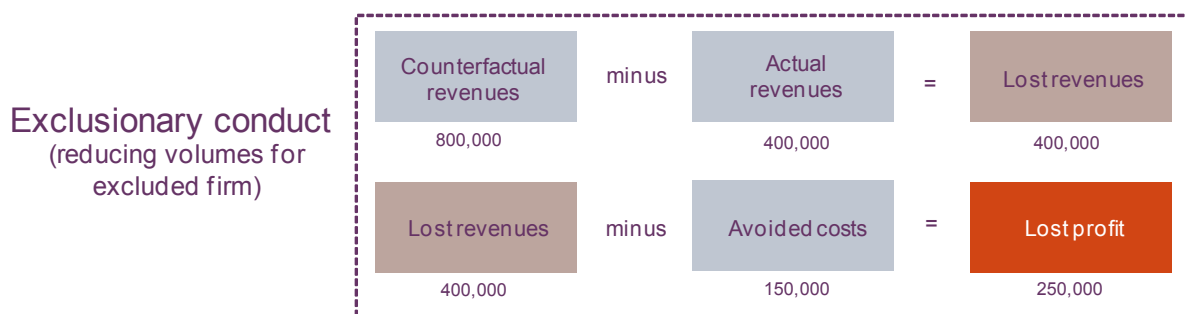 Exclusionary conduct
(reducing volumes for
excluded firm)
Counterfactual
revenues
minus
Actual
revenues
=
Lost revenues
800,000
400,000
400,000
Lost revenues
minus
Avoided costs
=
Lost profit
400,000
150,000
250,000